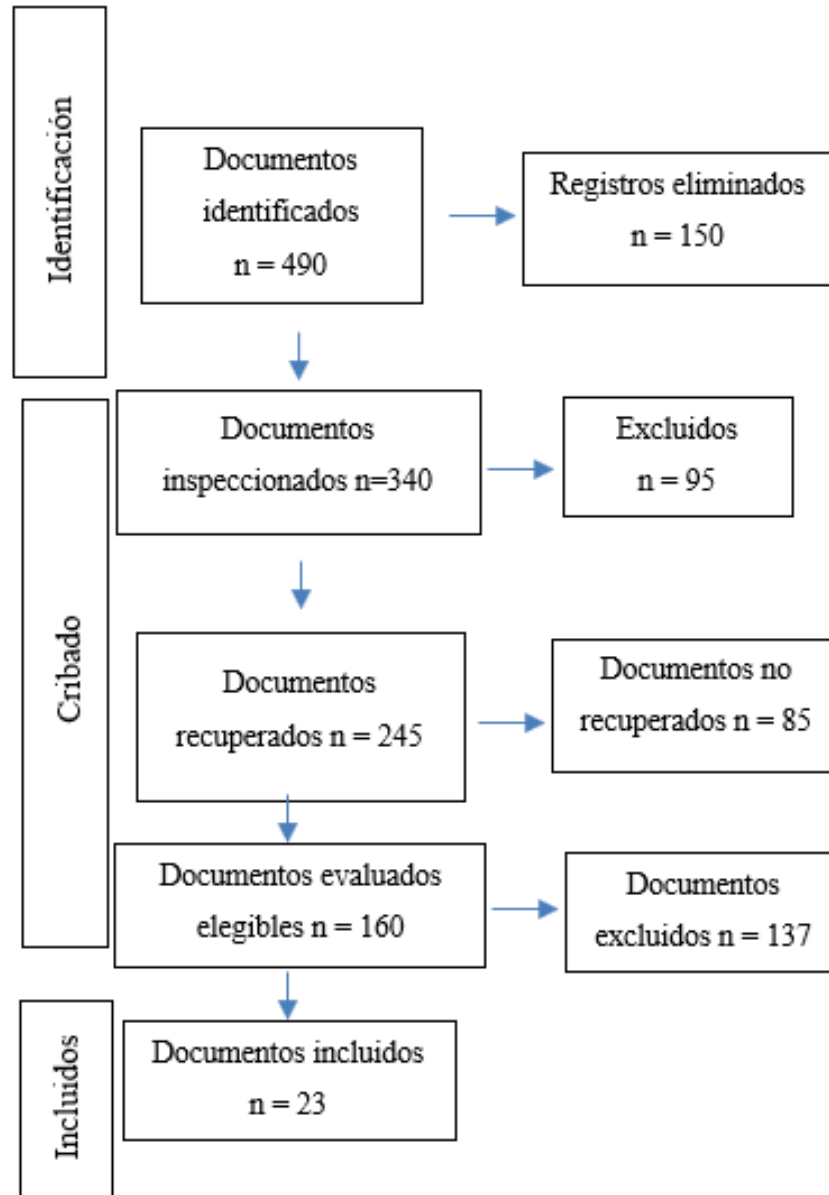 Identificación
Documentos
identificados
n = 490
Registros eliminados
n = 150
Cribado
Documentos
inspeccionados n=340
Excluidos
n = 95
Documentos
recuperados n = 245
Documentos no
recuperados n = 85
Documentos evaluados
elegibles n = 160
Documentos
excluidos n = 137
Incluidos
Documentos incluidos
n = 23